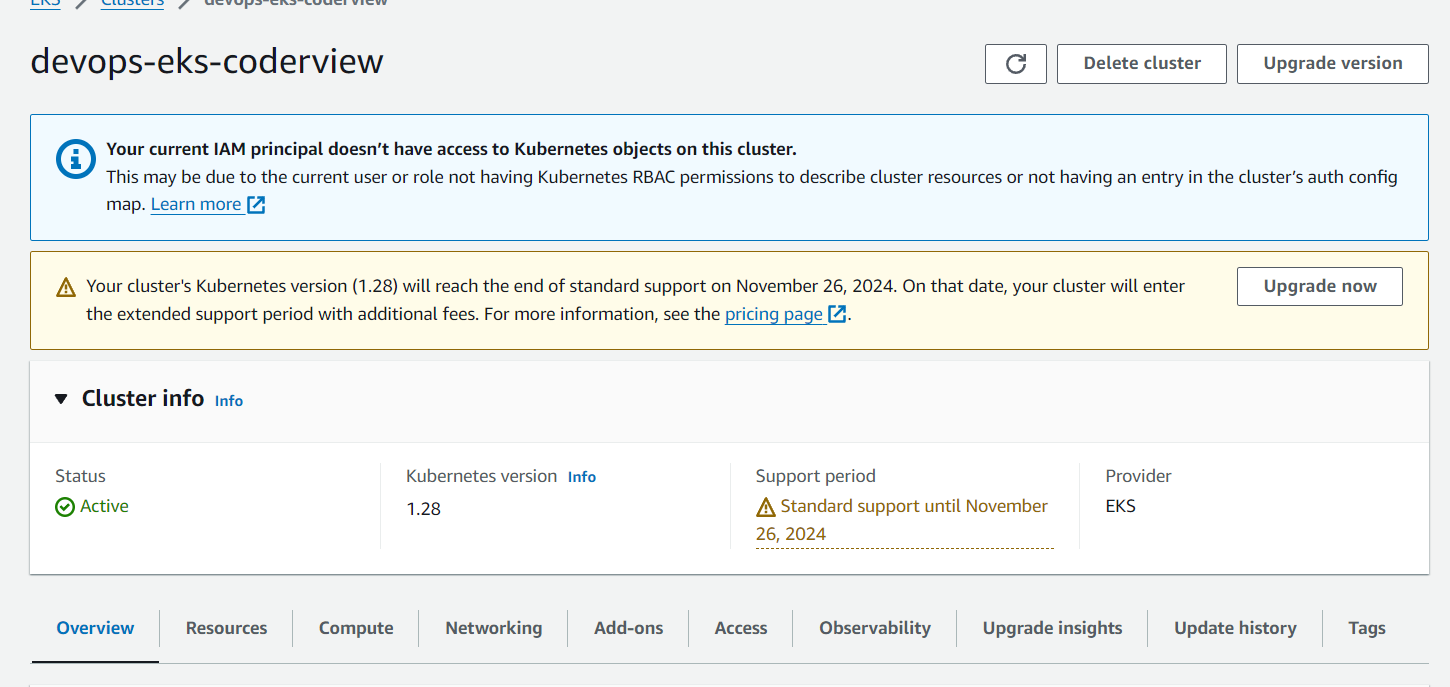 EKS Clusters devops-eks-coderview
devops-eks-coderview
Delete cluster
Upgrade version
Your current IAM principal doesn’t have access to Kubernetes objects on this cluster.
This may be due to the current user or role not having Kubernetes RBAC permissions to describe cluster resources or not having an entry in the cluster’s auth config
map. Learn more
Your cluster's Kubernetes version (1.28) will reach the end of standard support on November 26, 2024. On that date, your cluster will enter
the extended support period with additional fees. For more information, see the pricing page.
Upgrade now
Cluster info Info
Status
Active
Kubernetes version Info
1.28
Support period
Standard support until November
26, 2024
Provider
EKS
Overview Resources Compute Networking Add-ons Access Observability Upgrade insights Update history Tags